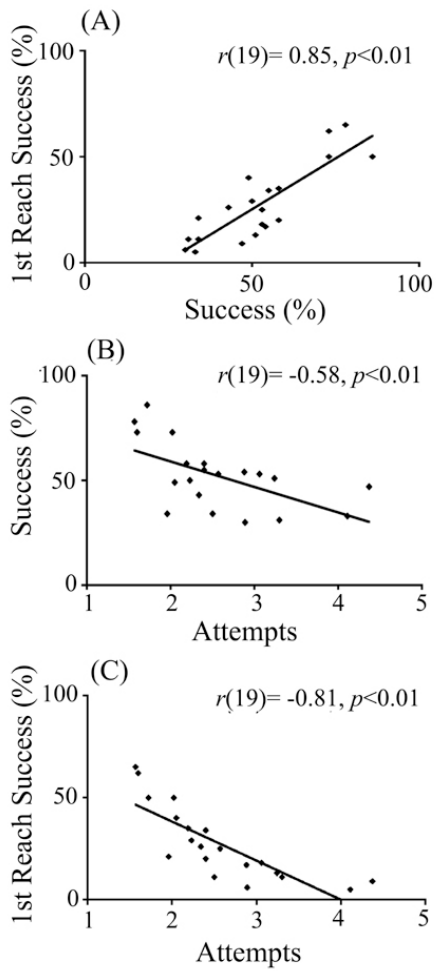 (A)
r(19)= 0.85, p<0.01
1st Reach Success (%)
100
50
0
0
50
100
Success (%)
(B)
r(19)= -0.58, p<0.01
Success (%)
100
50
0
1
2
3
4
5
Attempts
(C)
r(19)= -0.81, p<0.01
1st Reach Success (%)
100
50
0
1
2
3
4
5
Attempts